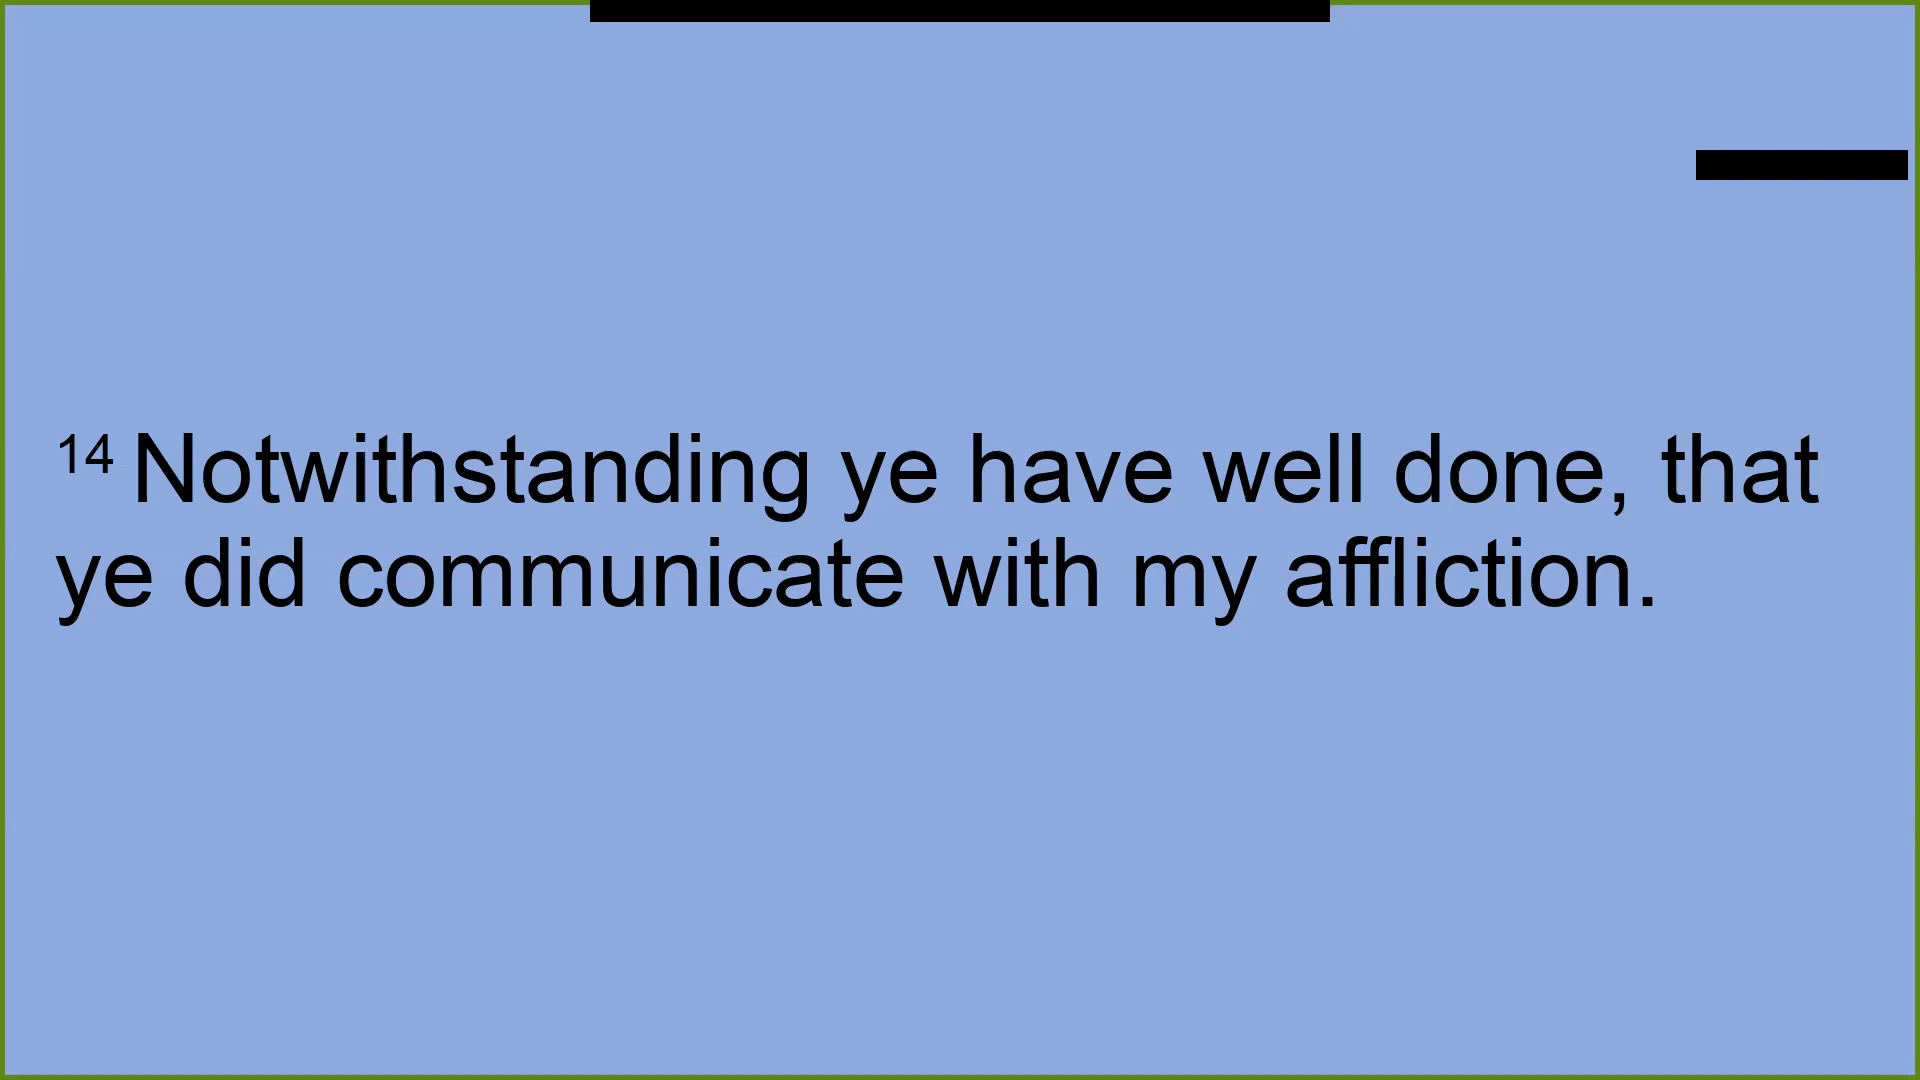 14 Notwithstanding ye have well done, that
ye did communicate with my affliction.